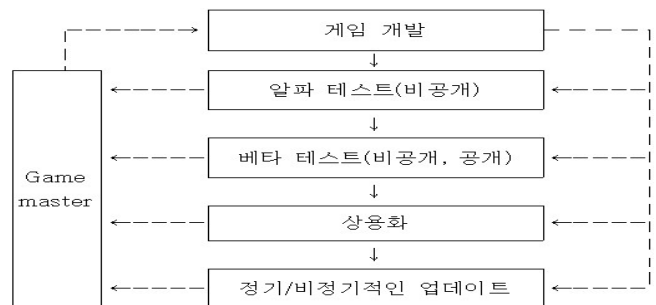 게임 개발
알파 테스트(비공개)
베타 테스트(비공개, 공개)
Game
master
상용화
정기/비정기적인 업데이트